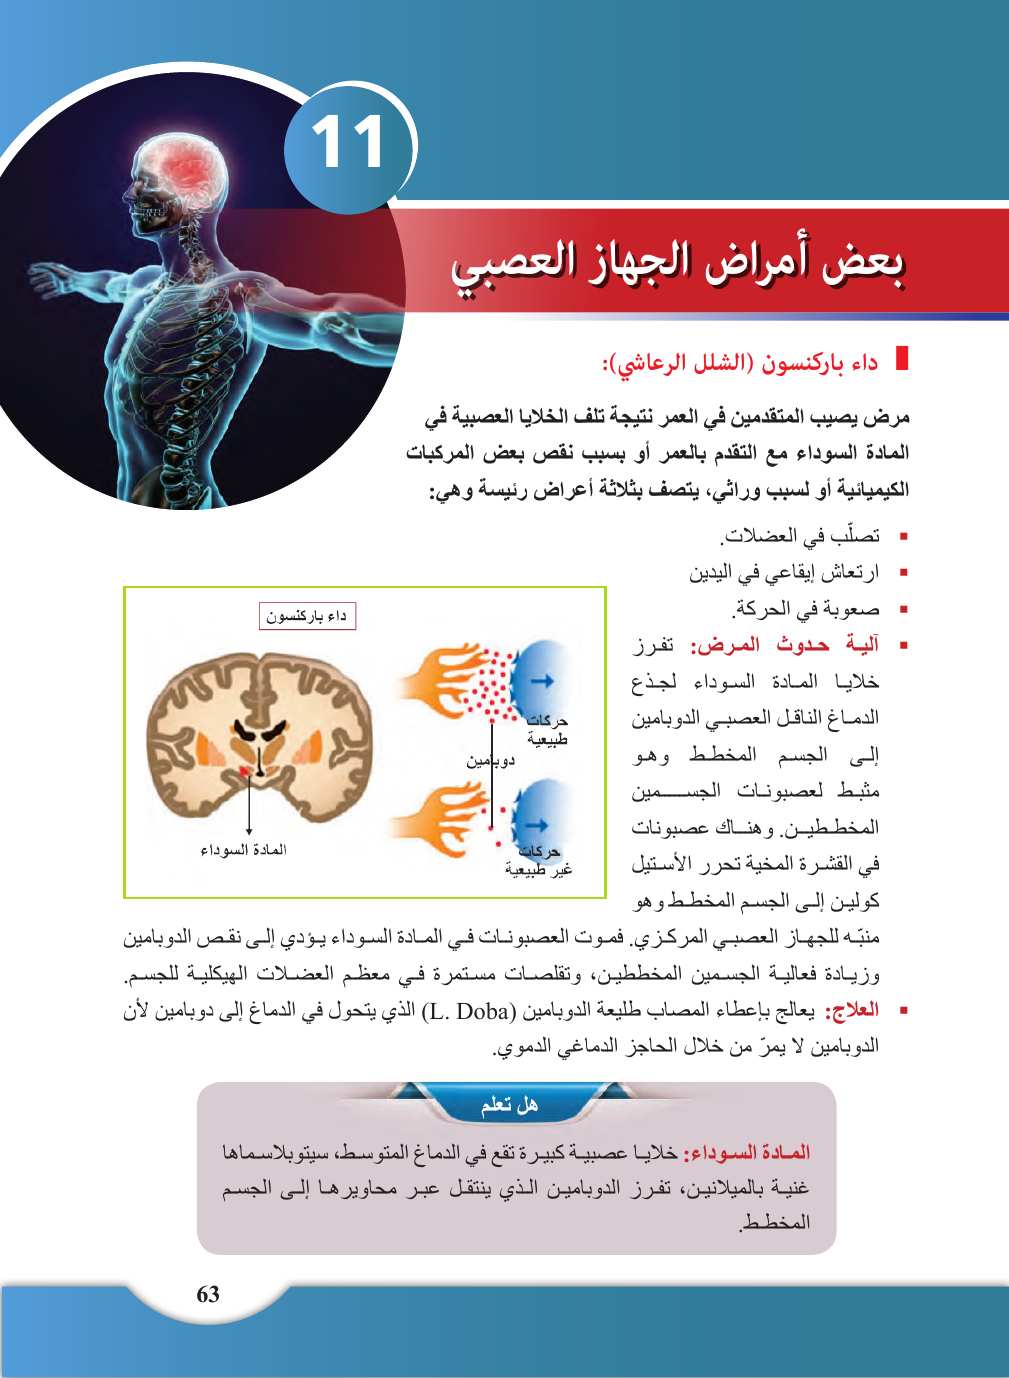 11
بعض أمراض الجهاز العصبي
داء باركنسون (الشلل الرعاشي):
مرض يصيب المتقدمين في العمر نتيجة تلف الخلايا العصبية في
المادة السوداء مع التقدم بالعمر أو بسبب نقص بعض المركبات
الكيميائية أو لسبب وراثي، يتصف بثلاثة أعراض رئيسة وهي:
▪ تصلّب في العضلات.
▪ ارتعاش إيقاعي في اليدين
▪ صعوبة في الحركة.
▪ آلية حدوث المرض: تفرز
خلايا المادة السوداء لجذع
الدماغ الناقل العصبي الدوبامين
إلى الجسم المخطط وهو
مثبط لعصبونات الجسمين
المخططين. وهناك عصبونات
في القشرة المخية تحرر الأستيل
كولين إلى الجسم المخطط وهو
منبّه للجهاز العصبي المركزي. فموت العصبونات في المادة السوداء يؤدي إلى نقص الدوبامين
وزيادة فعالية الجسمين المخططين، وتقلصات مستمرة في معظم العضلات الهيكلية للجسم.
داء باركنسون
حركات
طبيعية
دوبامين
حركات
غير طبيعية
المادة السوداء
▪ العلاج: يعالج بإعطاء المصاب طليعة الدوبامين (L. Doba) الذي يتحول في الدماغ إلى دوبامين لأن
الدوبامين لا يمرّ من خلال الحاجز الدماغي الدموي.
هل تعلم
المادة السوداء: خلايا عصبية كبيرة تقع في الدماغ المتوسط، سيتوبلاسماها
غنية بالميلانين، تفرز الدوبامين الذي ينتقل عبر محاويرها إلى الجسم
المخطط.
63